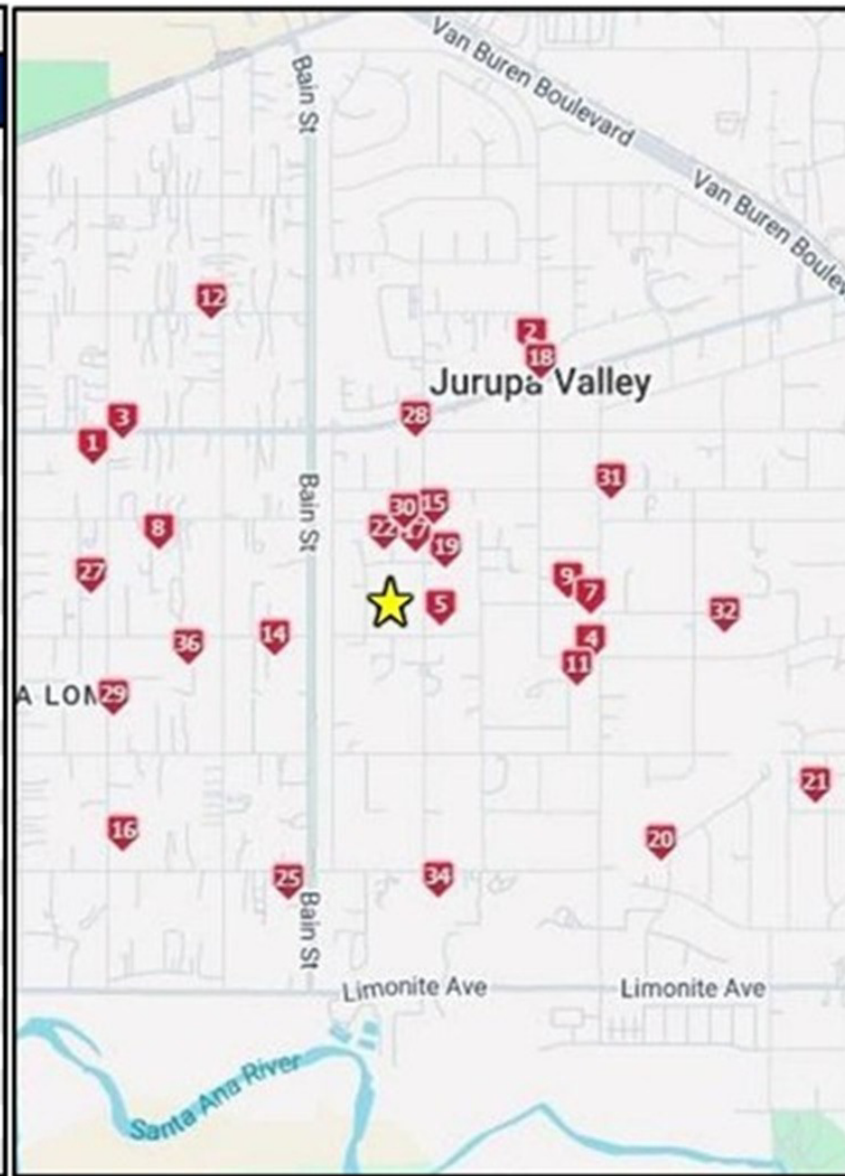 Van Buren Boulevard
Bain St
Van Buren Boulev
12
2
18
Jurupa Valley
28
3
1
31
Bain St
30
15
22
17
8
19
27
9
7
5
32
14
36
4
11
A LOM
29
21
16
20
25
34
Bain St
Limonite Ave
Limonite Ave
Santa Ana River